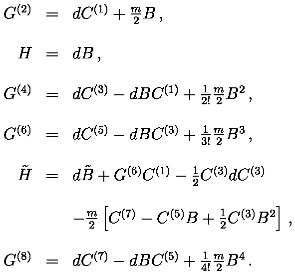 G^{(2)} = dC^{(1)} + \frac{m}{2} B ,
H = dB ,
G^{(4)} = dC^{(3)} - dBC^{(1)} + \frac{1}{2!} \frac{m}{2} B^2 ,
G^{(6)} = dC^{(5)} - dBC^{(3)} + \frac{1}{3!} \frac{m}{2} B^3 ,
\tilde{H} = d\tilde{B} + G^{(6)} C^{(1)} - \frac{1}{2} C^{(3)} dC^{(3)}
- \frac{m}{2} \left[ C^{(7)} - C^{(5)} B + \frac{1}{2} C^{(3)} B^2 \right] ,
G^{(8)} = dC^{(7)} - dBC^{(5)} + \frac{1}{4!} \frac{m}{2} B^4 .